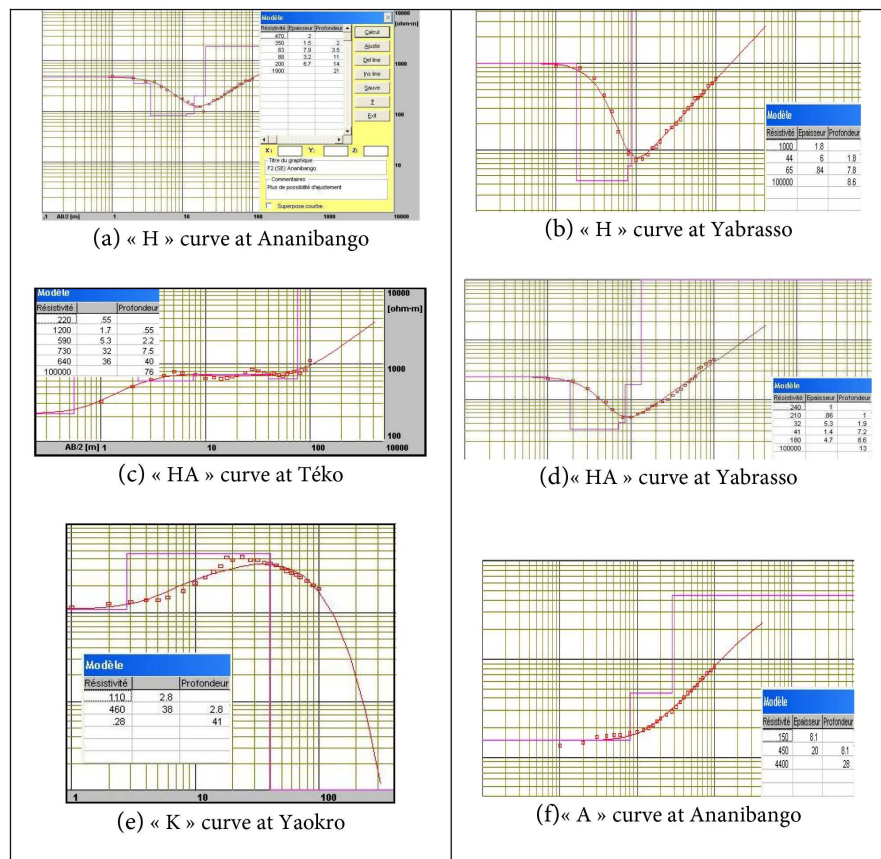 Modèle
10000
[ohm-m]
Résistivité Epaisseur Profondeur
470 .2
350 1.5 .2
83 7.9 3.5
68 3.2 11
200 6.7 14
1900 21
Calcul
Ajuste
Del line
Ins line
Sauve
?
Exit
X: Y: Z:
Titre du graphique
F2 (SE) Ananibango
Commentaires
Plus de possibilité d'ajustement
Superpose courbe
1000
100
10
.1 AB/2 [m] 1 10 100 10000
(a) « H » curve at Ananibango
Modèle
Résistivité Epaisseur Profondeur
1000 1.8
44 6 1.8
65 .84 7.8
100000 8.6
(b) « H » curve at Yabrasso
Modèle
Résistivité Profondeur
220 .55
1200 1.7 .55
590 5.3 2.2
730 32 7.5
640 36 40
100000 76
10000
[ohm-m]
1000
100
AB/2 [m] 1 10 100 10000
(c) « HA » curve at Téko
Modèle
Résistivité Epaisseur Profondeur
240 1
210 .86 1
32 5.3 1.9
41 1.4 7.2
180 4.7 8.6
100000 13
(d)« HA » curve at Yabrasso
Modèle
Résistivité Profondeur
110 2.8
460 38 2.8
.28 41
1 10 100
(e) « K » curve at Yaokro
Modèle
Résistivité Epaisseur Profondeur
150 8.1
450 20 8.1
4400 28
(f)« A » curve at Ananibango